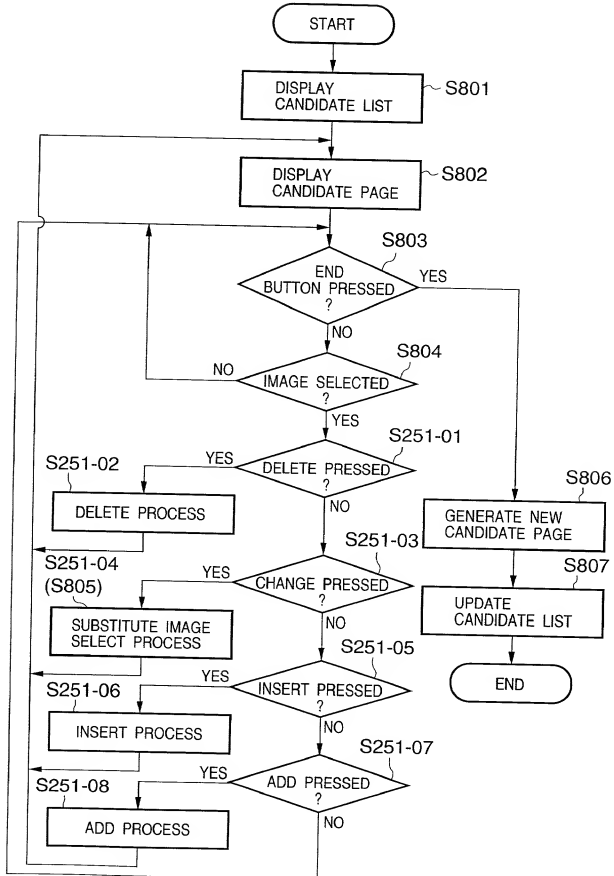 START
DISPLAY
CANDIDATE LIST
S801
DISPLAY
CANDIDATE PAGE
S802
S803
END
BUTTON PRESSED
?
YES
NO
S804
NO
IMAGE SELECTED
?
YES
S251-01
S251-02
YES
DELETE PRESSED
?
NO
DELETE PROCESS
S806
GENERATE NEW
CANDIDATE PAGE
S251-03
S251-04
(S805)
YES
CHANGE PRESSED
?
NO
SUBSTITUTE IMAGE
SELECT PROCESS
S807
UPDATE
CANDIDATE LIST
END
S251-05
S251-06
YES
INSERT PRESSED
?
NO
INSERT PROCESS
S251-07
S251-08
YES
ADD PRESSED
?
NO
ADD PROCESS